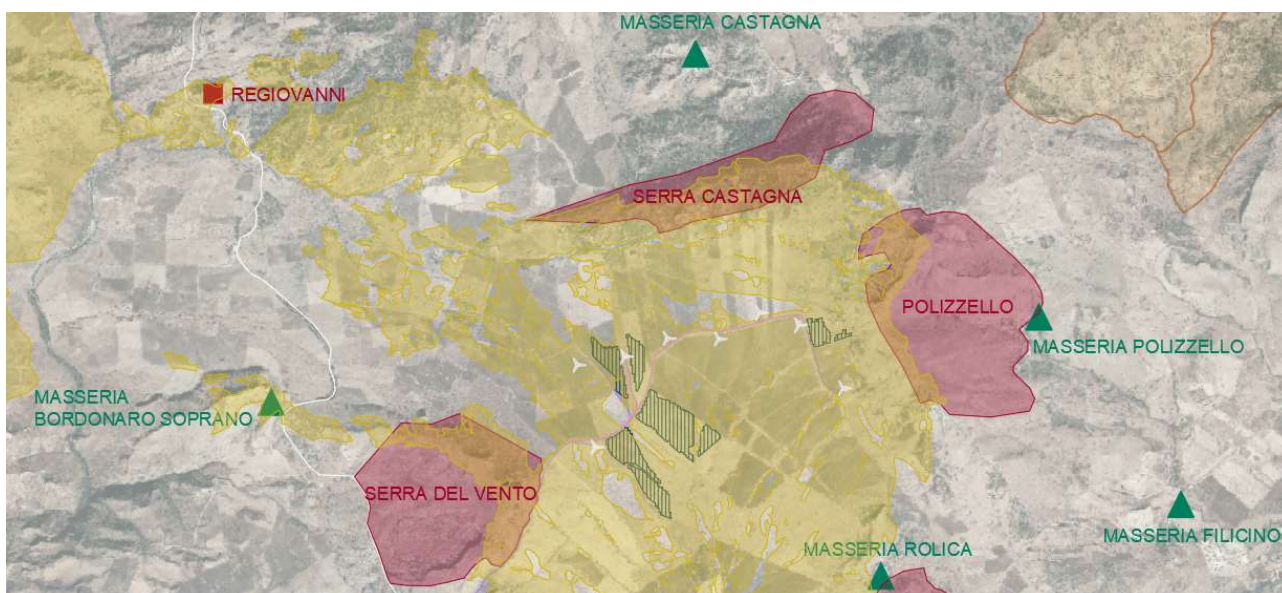 MASSERIA CASTAGNA
REGIOVANNI
SERRA CASTAGNA
POLIZZELLO
MASSERIA POLIZZELLO
MASSERIA
BORDONARO SOPRANO
SERRA DEL VENTO
MASSERIA FILICINO
MASSERIA ROLICA